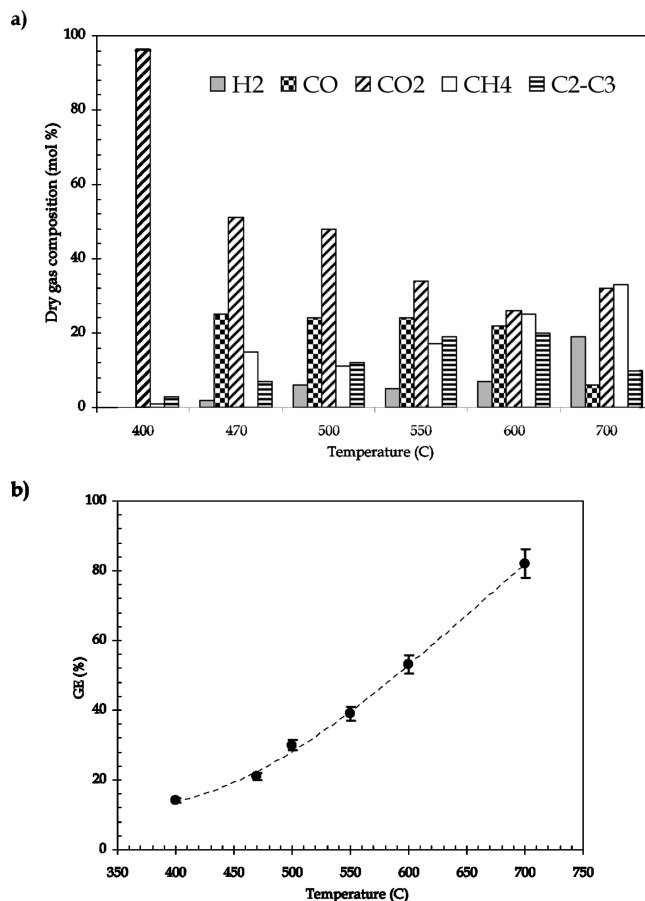 a)
100
80
60
40
20
0
Dry gas composition (mol %)
H2 CO CO2 CH4 C2-C3
400 470 500 550 600 700
Temperature (C)
b)
100
80
60
40
20
0
GE (%)
350 400 450 500 550 600 650 700 750
Temperature (C)